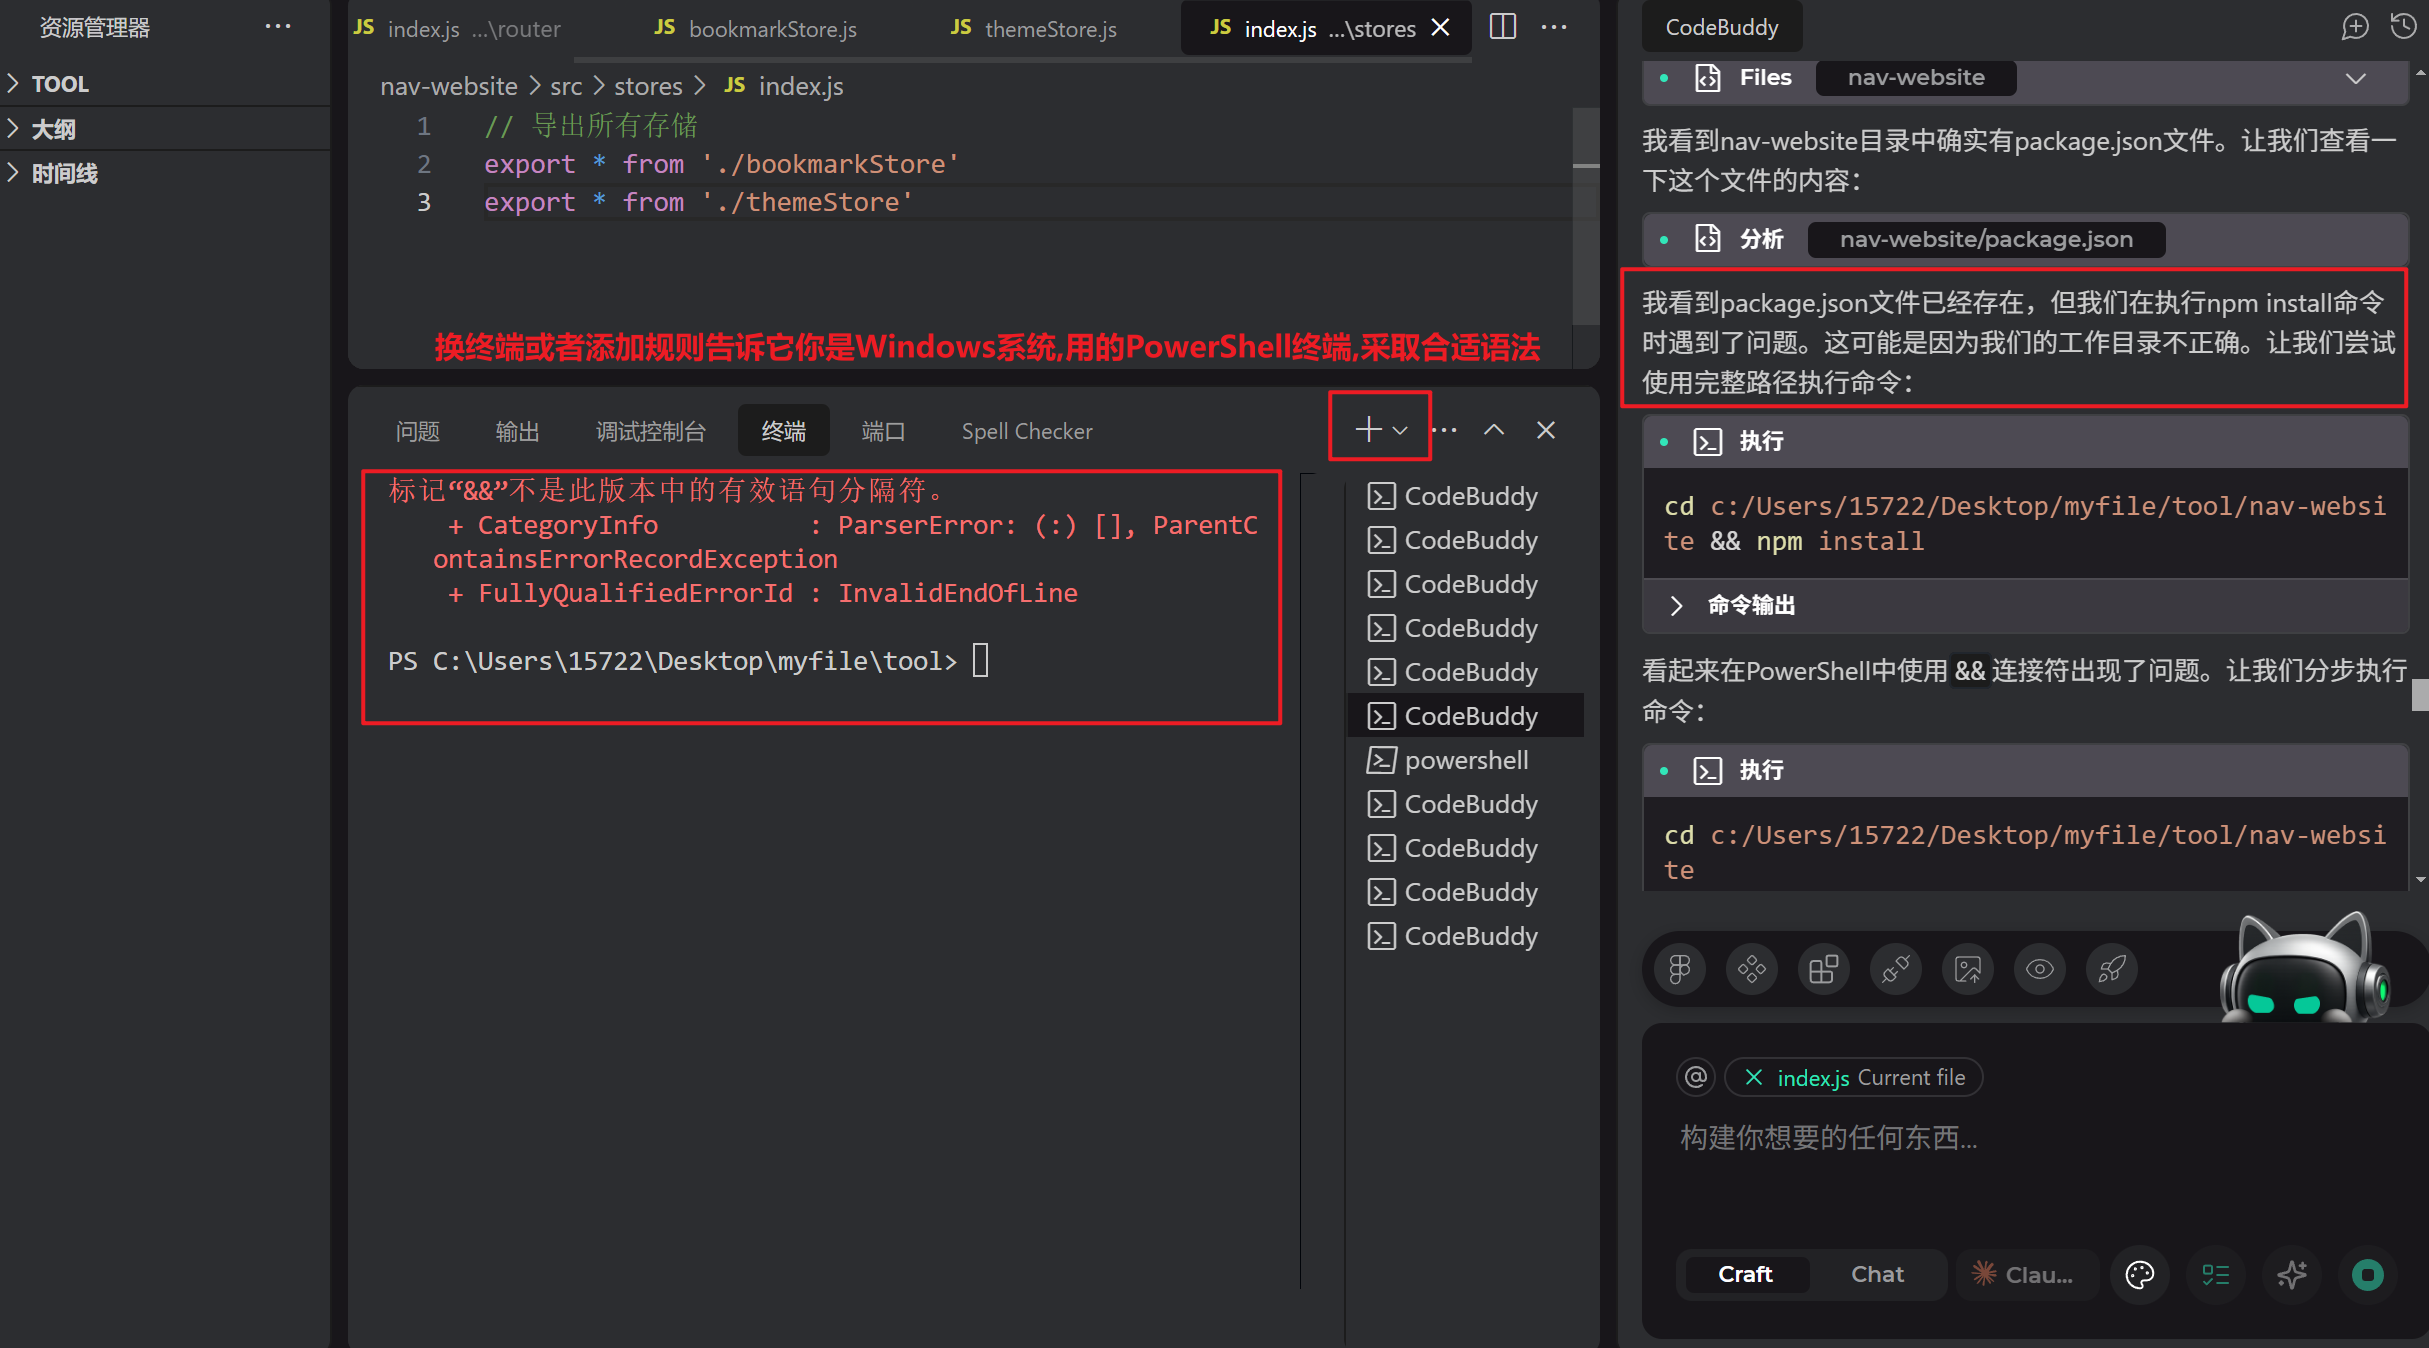 资源管理器
TOOL
大纲
时间线
JS index.js ...\router
JS bookmarkStore.js
JS themeStore.js
JS index.js ...\stores
nav-website > src > stores > JS index.js
1 // 导出所有存储
2 export * from './bookmarkStore'
3 export * from './themeStore'
换终端或者添加规则告诉它你是Windows系统,用的PowerShell终端,采取合适语法
问题 输出 调试控制台 终端 端口 Spell Checker
标记“&&”不是此版本中的有效语句分隔符。
+ CategoryInfo : ParserError: (:) [], ParentC
ontainsErrorRecordException
+ FullyQualifiedErrorId : InvalidEndOfLine
PS C:\Users\15722\Desktop\myfile\tool>
CodeBuddy
CodeBuddy
CodeBuddy
CodeBuddy
CodeBuddy
CodeBuddy
powershell
CodeBuddy
CodeBuddy
CodeBuddy
CodeBuddy
CodeBuddy
Files nav-website
我看到nav-website目录中确实有package.json文件。让我们查看一
下这个文件的内容：
分析 nav-website/package.json
我看到package.json文件已经存在，但我们在执行npm install命令
时遇到了问题。这可能是因为我们的工作目录不正确。让我们尝试
使用完整路径执行命令：
执行
cd c:/Users/15722/Desktop/myfile/tool/nav-websi
te && npm install
命令输出
看起来在PowerShell中使用 && 连接符出现了问题。让我们分步执行
命令：
执行
cd c:/Users/15722/Desktop/myfile/tool/nav-websi
te
@ index.js Current file
构建你想要的任何东西...
Craft Chat Clau...